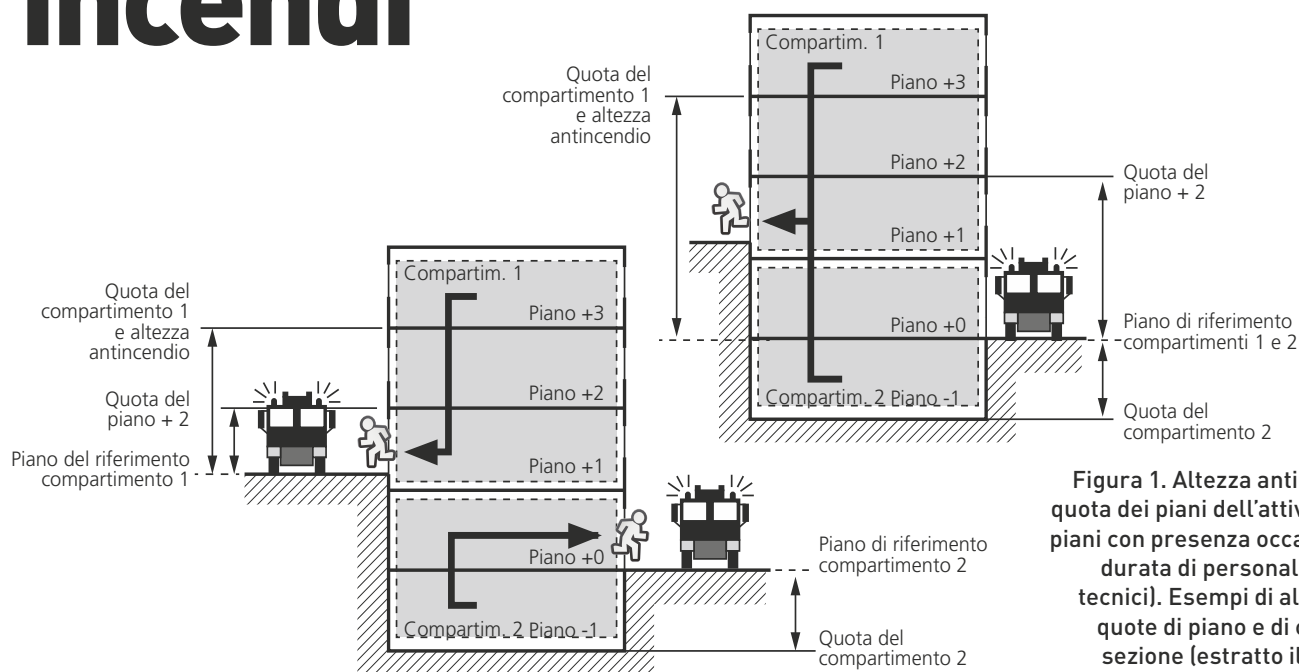 incendi
Quota del
compartimento 1
e altezza
antincendio
Compartim. 1
Piano +3
Piano +2
Piano +1
Piano +0
Compartim. 2 Piano -1
Quota del
piano + 2
Piano di riferimento
compartimenti 1 e 2
Quota del
compartimento 2
Quota del
compartimento 1
e altezza
antincendio
Quota del
piano + 2
Piano del riferimento
compartimento 1
Compartim. 1
Piano +3
Piano +2
Piano +1
Piano +0
Compartim. 2 Piano -1
Piano di riferimento
compartimento 2
Quota del
compartimento 2
Figura 1. Altezza anti
quota dei piani dell'attiv
piani con presenza occa
durata di personal
tecnici). Esempi di al
quote di piano e di
sezione (estratto il